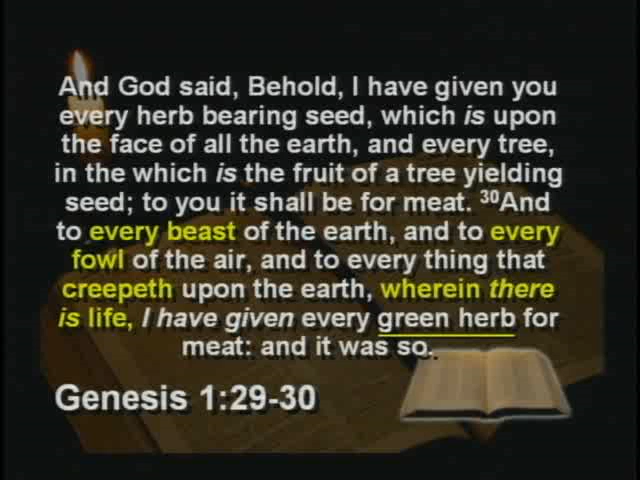 And God said, Behold, I have given you
every herb bearing seed, which is upon
the face of all the earth, and every tree,
in the which is the fruit of a tree yielding
seed; to you it shall be for meat. ³⁰And
to every beast of the earth, and to every
fowl of the air, and to every thing that
creepeth upon the earth, wherein there
is life, I have given every green herb for
meat: and it was so.
Genesis 1:29-30